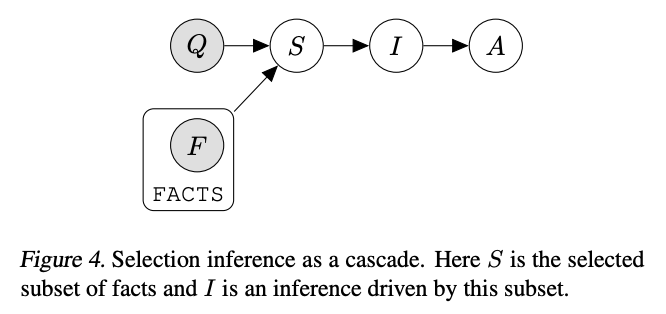 Q S I A
F
FACTS
Figure 4. Selection inference as a cascade. Here S is the selected
subset of facts and I is an inference driven by this subset.